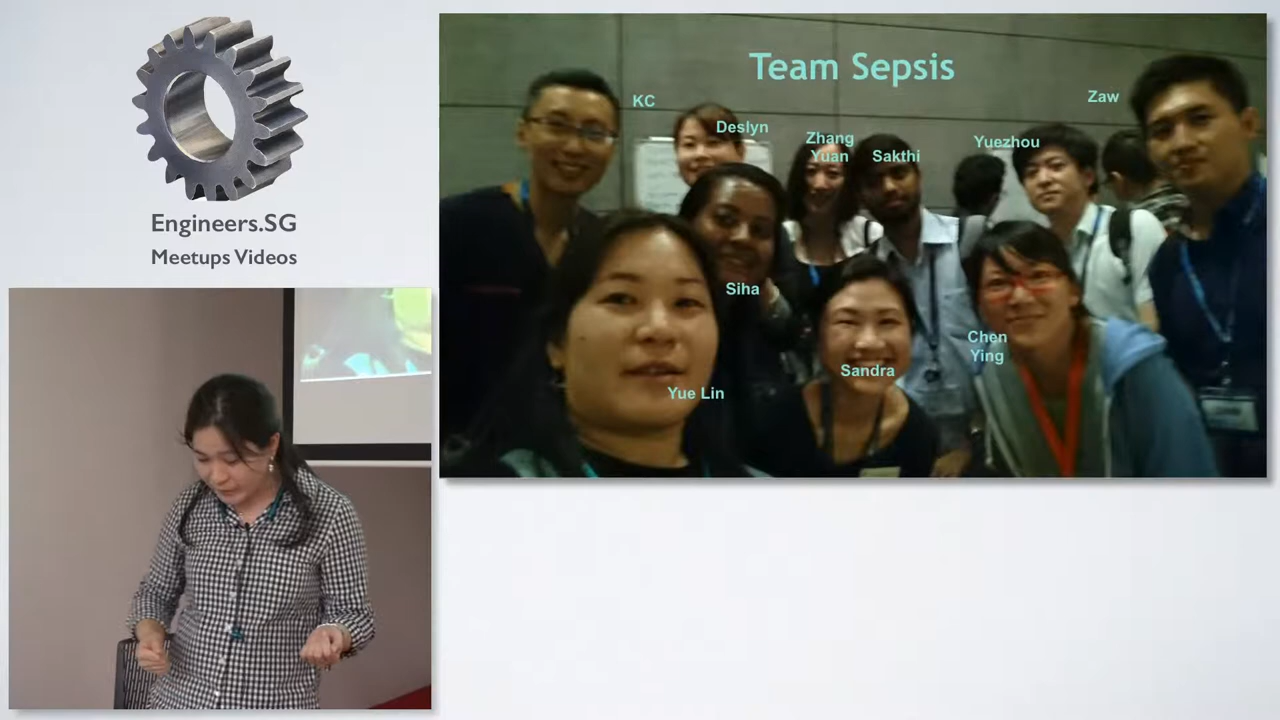 Engineers.SG
Meetups Videos
Team Sepsis
KC
Deslyn
Zhang
Yuan
Sakthi
Yuezhou
Zaw
Siha
Chen
Ying
Sandra
Yue Lin